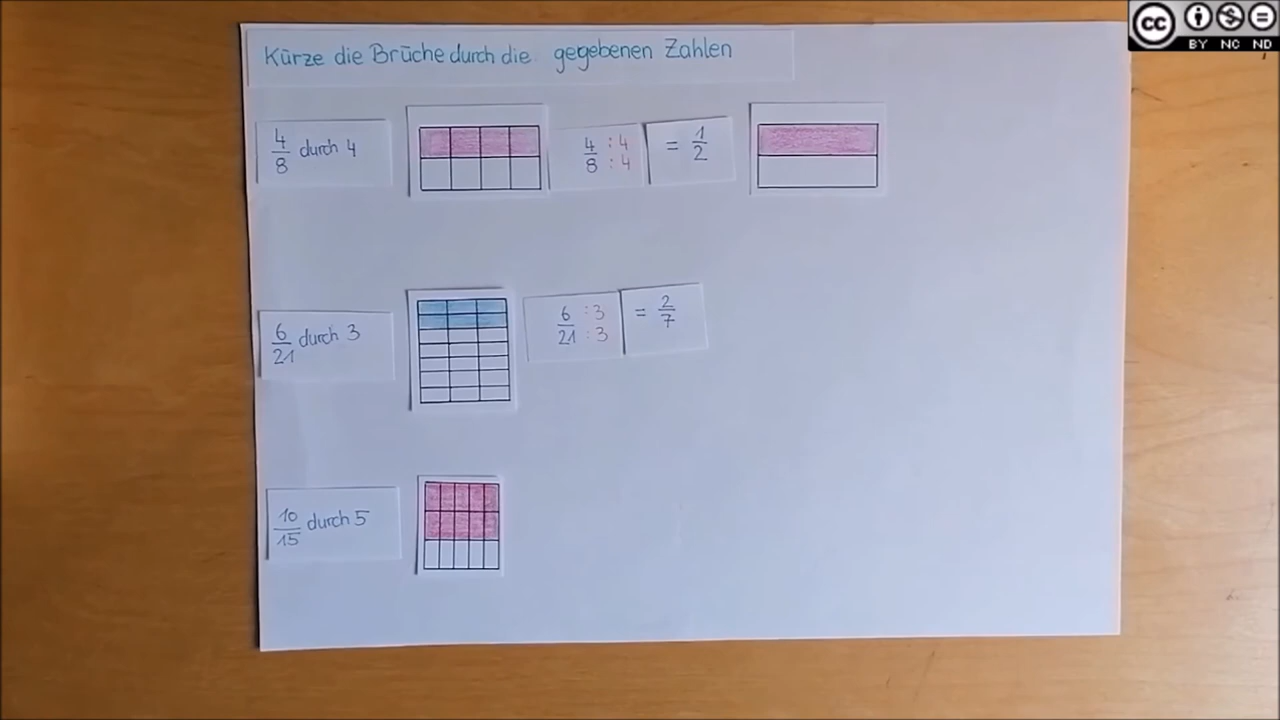 Kürze die Brüche durch die gegebenen Zahlen
4/8 durch 4
4 : 4 / 8 : 4
= 1/2
6/21 durch 3
6 : 3 / 21 : 3
= 2/7
10/15 durch 5
cc
BY NC ND